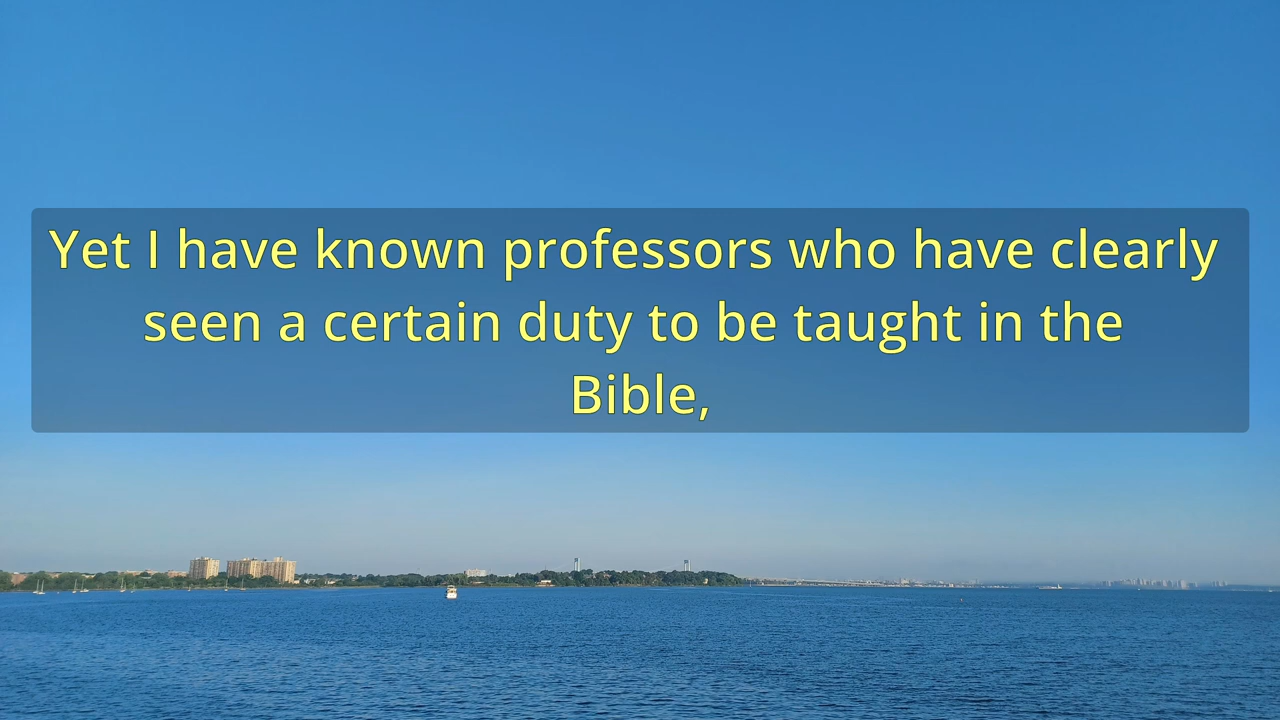 Yet I have known professors who have clearly
seen a certain duty to be taught in the
Bible,